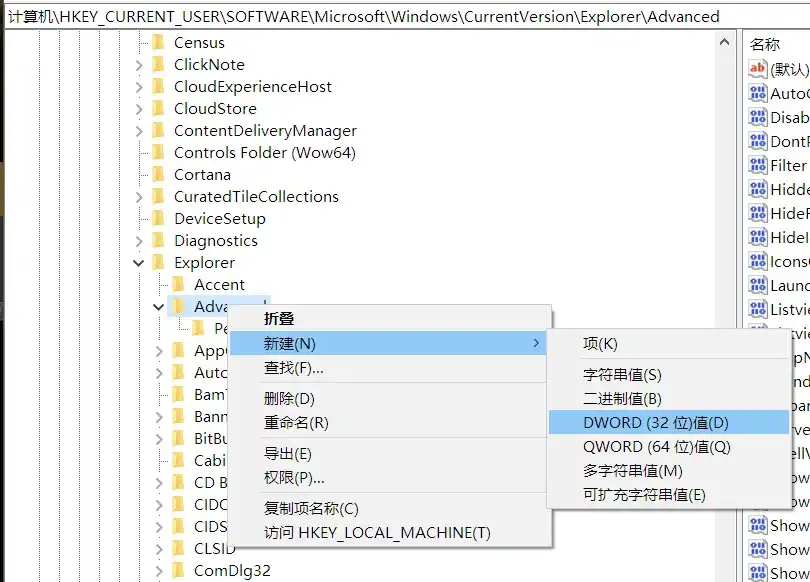 计算机\HKEY_CURRENT_USER\SOFTWARE\Microsoft\Windows\CurrentVersion\Explorer\Advanced
Census
ClickNote
CloudExperienceHost
CloudStore
ContentDeliveryManager
Controls Folder (Wow64)
Cortana
CuratedTileCollections
DeviceSetup
Diagnostics
Explorer
Accent
Adva
Pe
App
Auto
Bam
Bann
BitBu
Cabi
CD B
CIDO
CIDS
CLSID
ComDlg32
折叠
新建(N)
查找(F)...
删除(D)
重命名(R)
导出(E)
权限(P)...
复制项名称(C)
访问 HKEY_LOCAL_MACHINE(T)
项(K)
字符串值(S)
二进制值(B)
DWORD (32 位)值(D)
QWORD (64 位)值(Q)
多字符串值(M)
可扩充字符串值(E)
名称
ab (默认)
Auto
Disab
DontP
Filter
Hidde
HideF
HideI
Icons
Launc
Listvie
Show
Show
Show